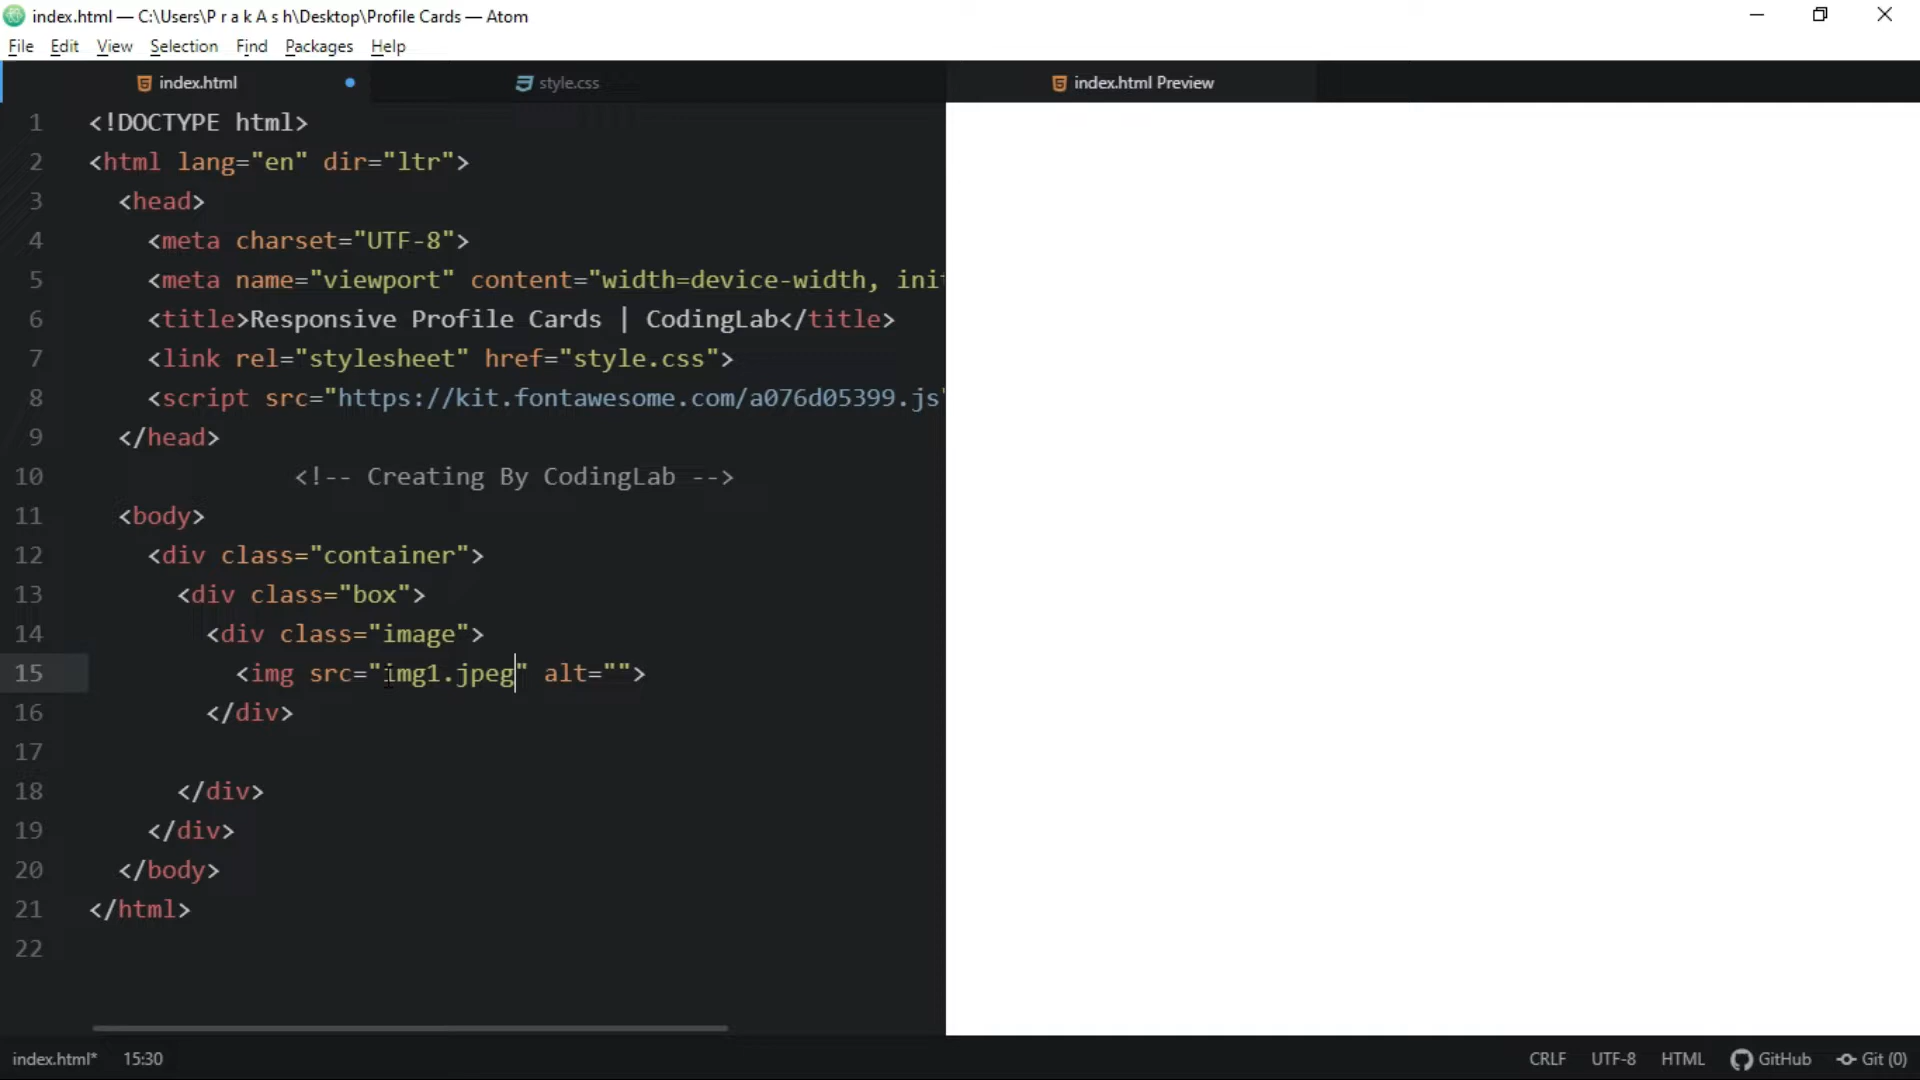 index.html — C:\Users\P r a k A s h\Desktop\Profile Cards — Atom
File Edit View Selection Find Packages Help
index.html style.css index.html Preview
1 <!DOCTYPE html>
2 <html lang="en" dir="ltr">
3   <head>
4     <meta charset="UTF-8">
5     <meta name="viewport" content="width=device-width, ini
6     <title>Responsive Profile Cards | CodingLab</title>
7     <link rel="stylesheet" href="style.css">
8     <script src="https://kit.fontawesome.com/a076d05399.js"
9   </head>
10               <!-- Creating By CodingLab -->
11   <body>
12     <div class="container">
13       <div class="box">
14         <div class="image">
15           <img src="img1.jpeg" alt="">
16         </div>
17
18       </div>
19     </div>
20   </body>
21 </html>
22
index.html* 15:30 CRLF UTF-8 HTML GitHub Git (0)